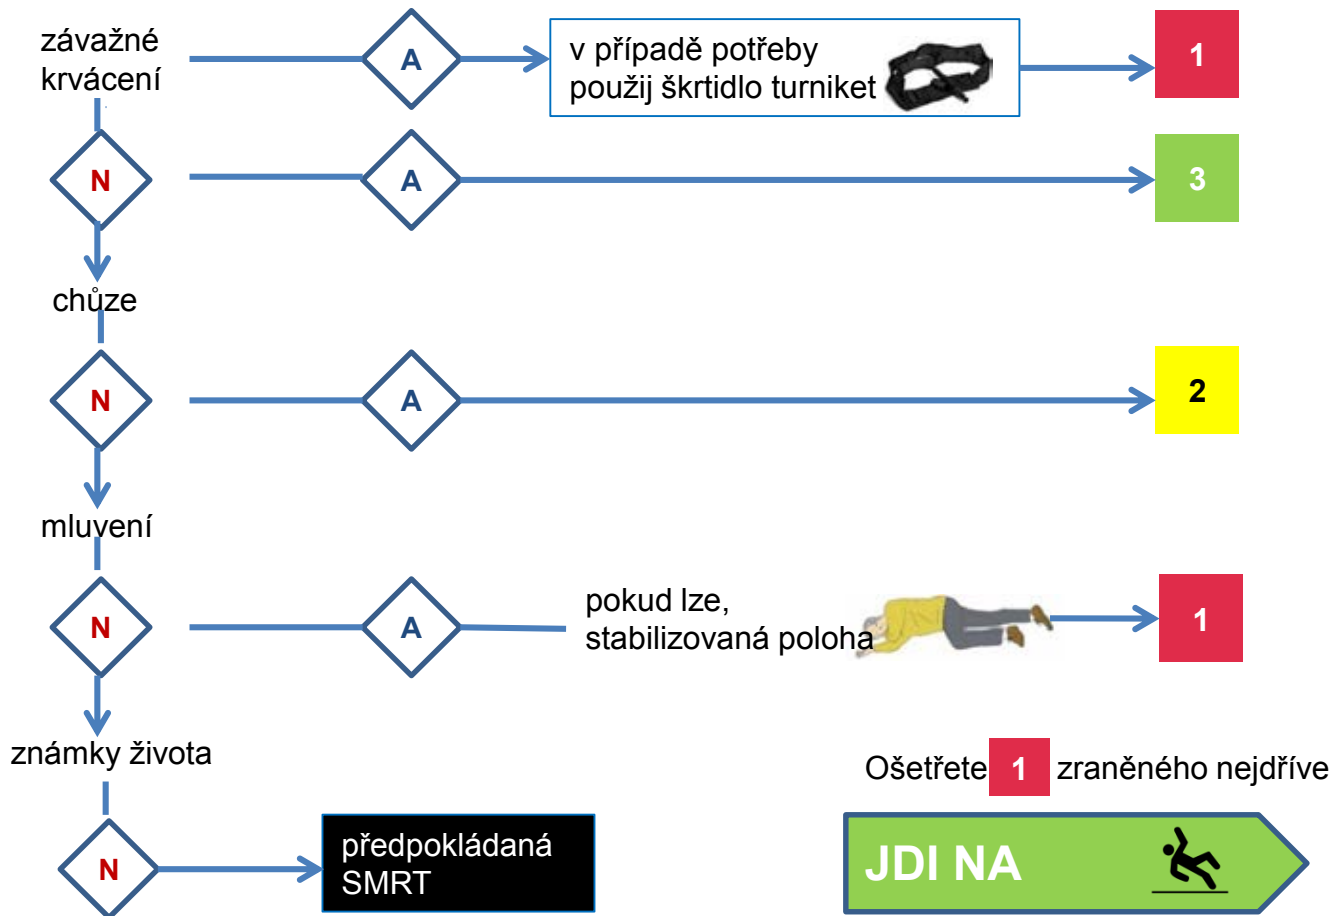 závažné
krvácení
A
v případě potřeby
použij škrtidlo turniket
1
N
A
3
chůze
N
A
2
mluvení
N
A
pokud lze,
stabilizovaná poloha
1
známky života
Ošetřete 1 zraněného nejdříve
N
předpokládaná
SMRT
JDI NA